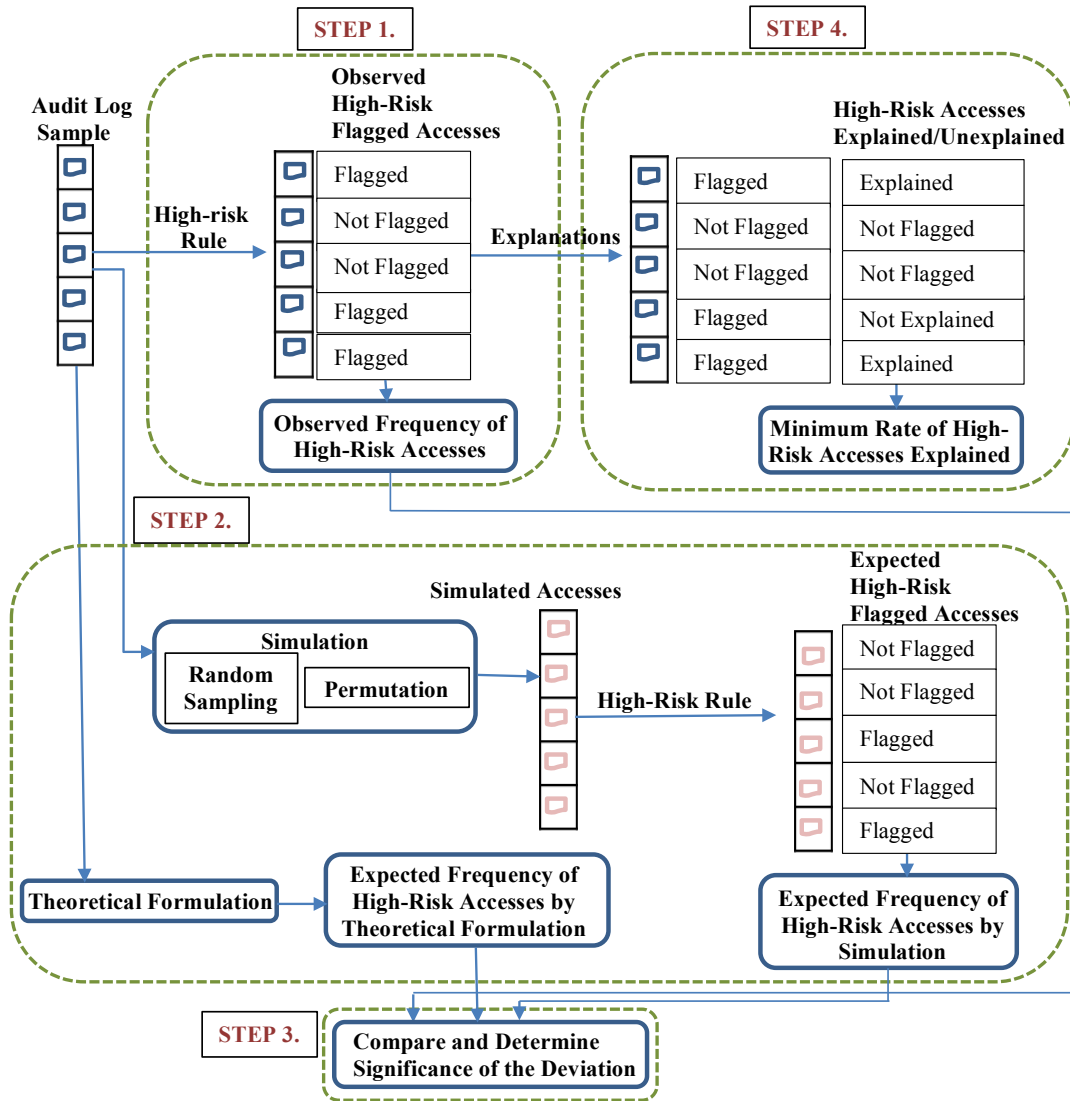 STEP 1.
Observed
High-Risk
Flagged Accesses
Audit Log
Sample
High-risk
Rule
Flagged
Not Flagged
Not Flagged
Flagged
Flagged
Observed Frequency of
High-Risk Accesses
Explanations
STEP 4.
High-Risk Accesses
Explained/Unexplained
Flagged
Not Flagged
Not Flagged
Flagged
Flagged
Explained
Not Flagged
Not Flagged
Not Explained
Explained
Minimum Rate of High-
Risk Accesses Explained
STEP 2.
Simulation
Random
Sampling
Permutation
Simulated Accesses
High-Risk Rule
Expected
High-Risk
Flagged Accesses
Not Flagged
Not Flagged
Flagged
Not Flagged
Flagged
Theoretical Formulation
Expected Frequency of
High-Risk Accesses by
Theoretical Formulation
Expected Frequency of
High-Risk Accesses by
Simulation
STEP 3.
Compare and Determine
Significance of the Deviation